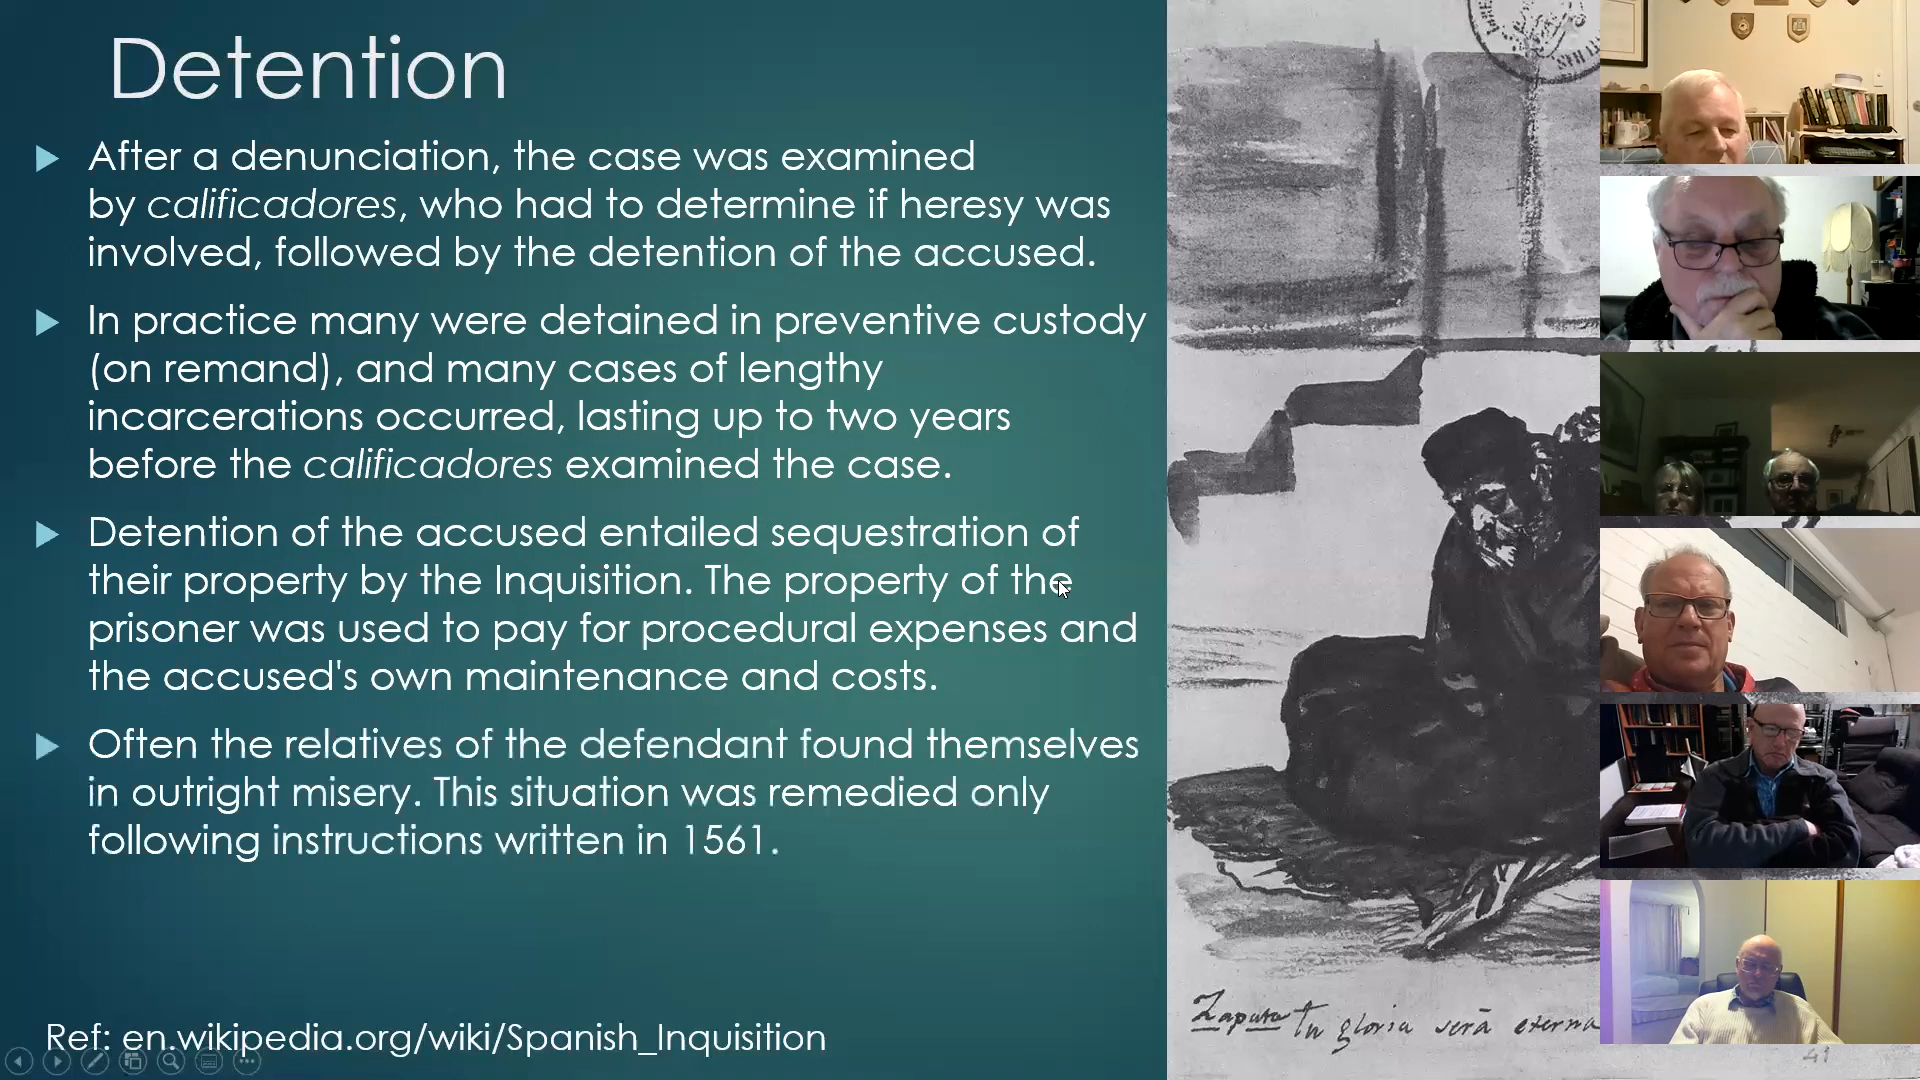 Detention
After a denunciation, the case was examined
by calificadores, who had to determine if heresy was
involved, followed by the detention of the accused.
In practice many were detained in preventive custody
(on remand), and many cases of lengthy
incarcerations occurred, lasting up to two years
before the calificadores examined the case.
Detention of the accused entailed sequestration of
their property by the Inquisition. The property of the
prisoner was used to pay for procedural expenses and
the accused's own maintenance and costs.
Often the relatives of the defendant found themselves
in outright misery. This situation was remedied only
following instructions written in 1561.
Ref: en.wikipedia.org/wiki/Spanish_Inquisition
Zapata tu gloria será eterna
41